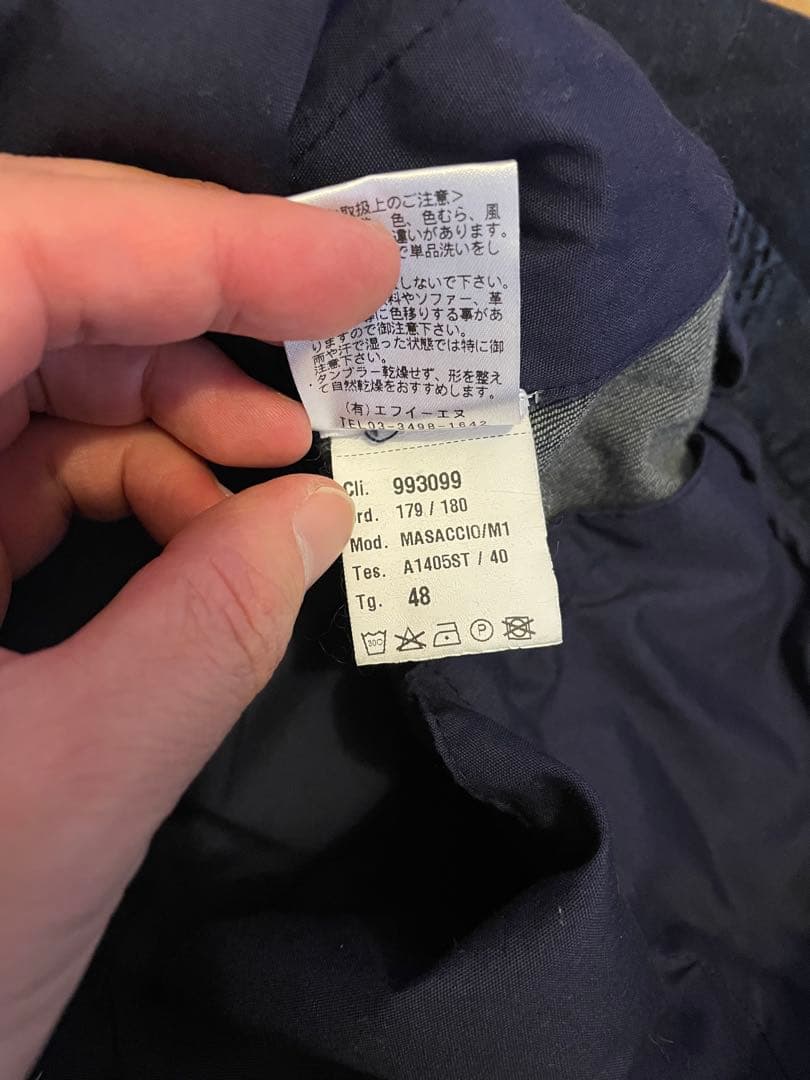 取扱上のご注意>
色、色むら、風
違いがあります。
で単品洗いをし
しないで下さい。
料やソファー、革
に色移りする事があ
りますので御注意下さい。
雨や汗で湿った状態では特に御
注意下さい。
・タンブラー乾燥せず、形を整え
て自然乾燥をおすすめします。
(有)エフイーエヌ
TEL03-3498-1642
Cli. 993099
rd. 179 / 180
Mod. MASACCIO/M1
Tes. A1405ST / 40
Tg. 48
30C P